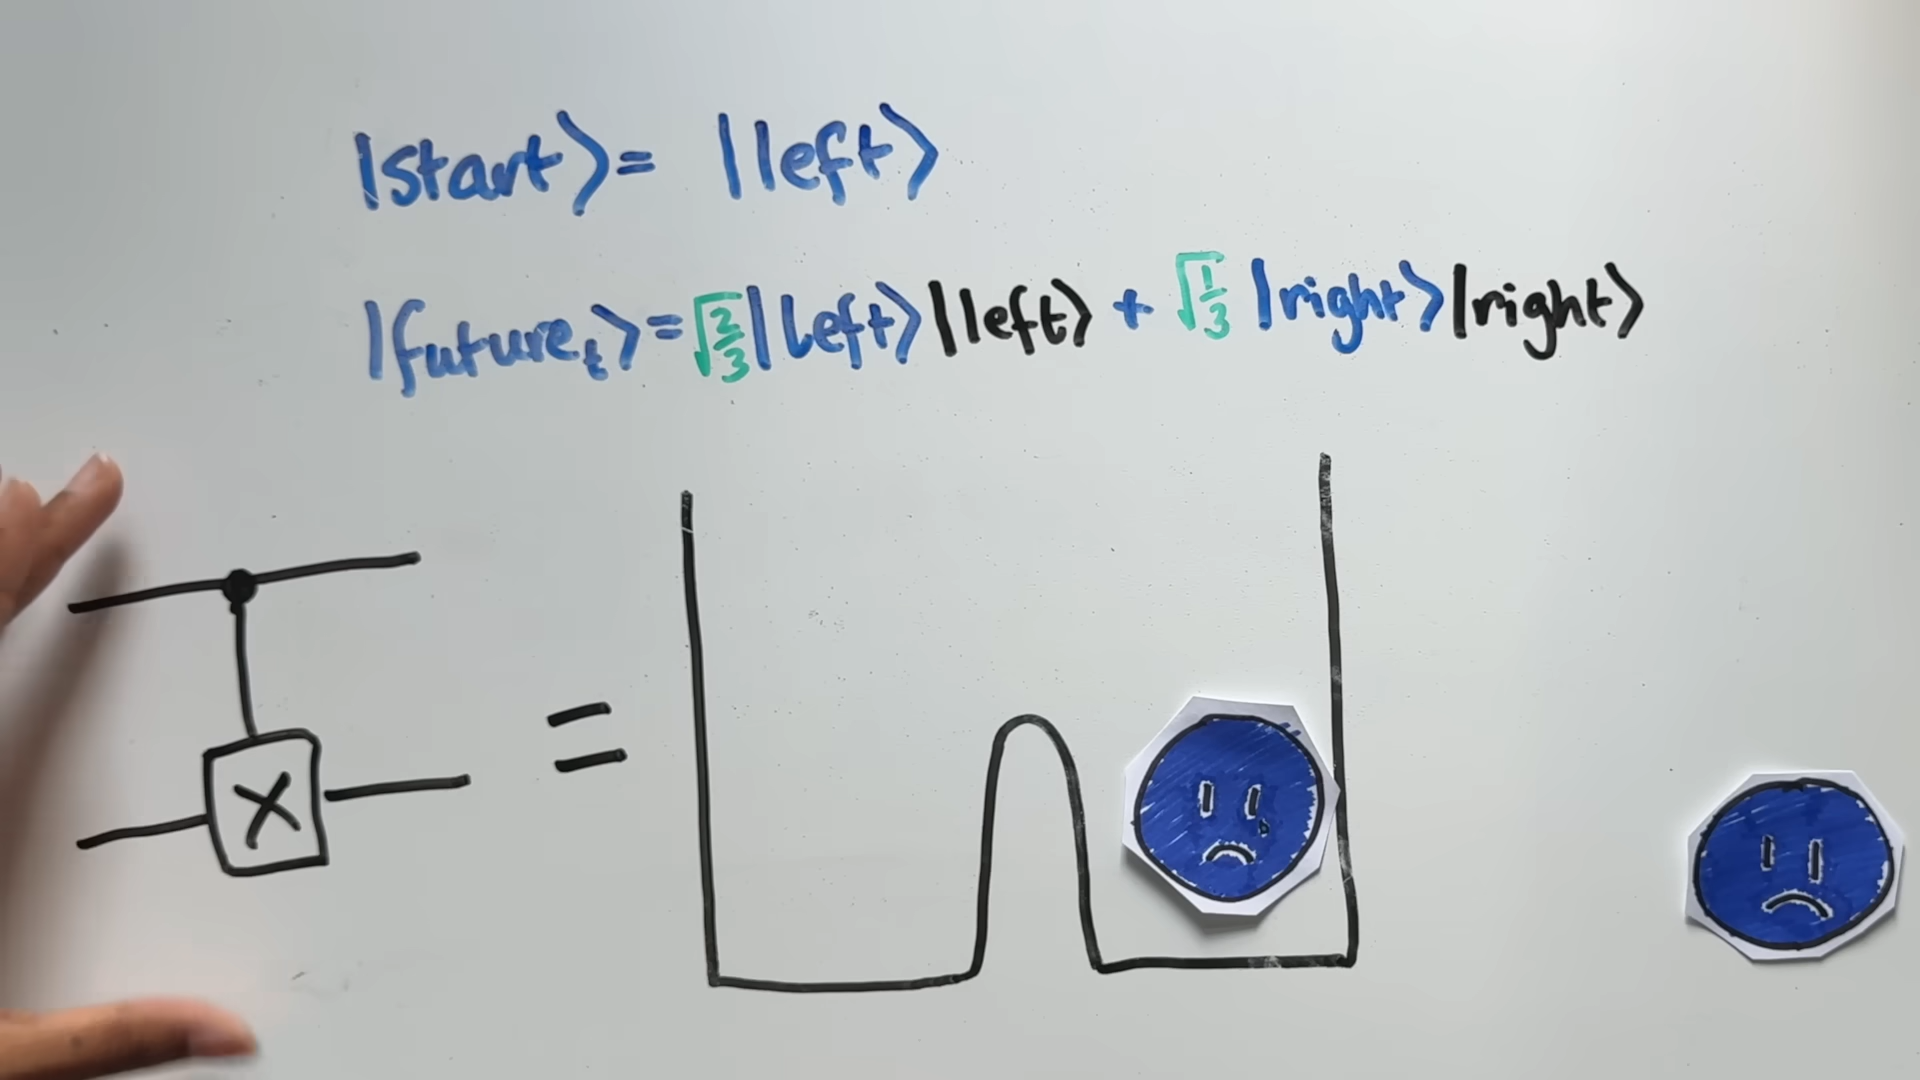 |start⟩= |left⟩
|future_t⟩=√2/3|left⟩|left⟩ + √1/3 |right⟩|right⟩
X
=